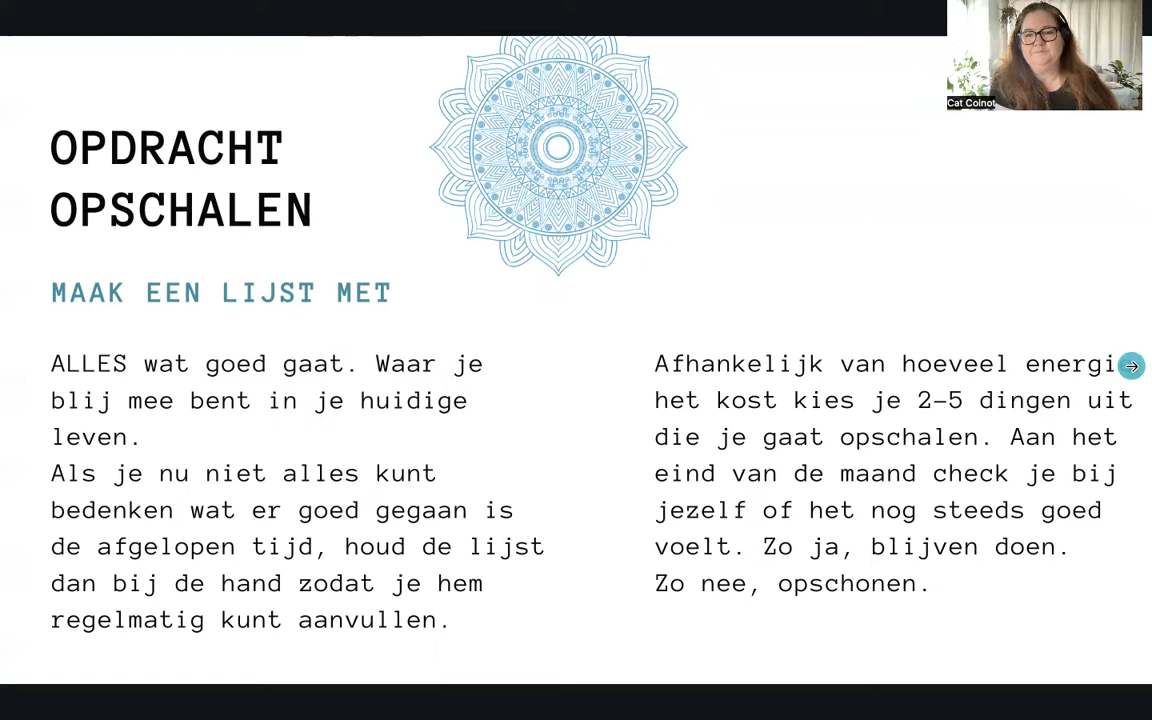 Cat Colnot
OPDRACHT
OPSCHALEN
MAAK EEN LIJST MET
ALLES wat goed gaat. Waar je
blij mee bent in je huidige
leven.
Als je nu niet alles kunt
bedenken wat er goed gegaan is
de afgelopen tijd, houd de lijst
dan bij de hand zodat je hem
regelmatig kunt aanvullen.
Afhankelijk van hoeveel energie
het kost kies je 2-5 dingen uit
die je gaat opschalen. Aan het
eind van de maand check je bij
jezelf of het nog steeds goed
voelt. Zo ja, blijven doen.
Zo nee, opschonen.